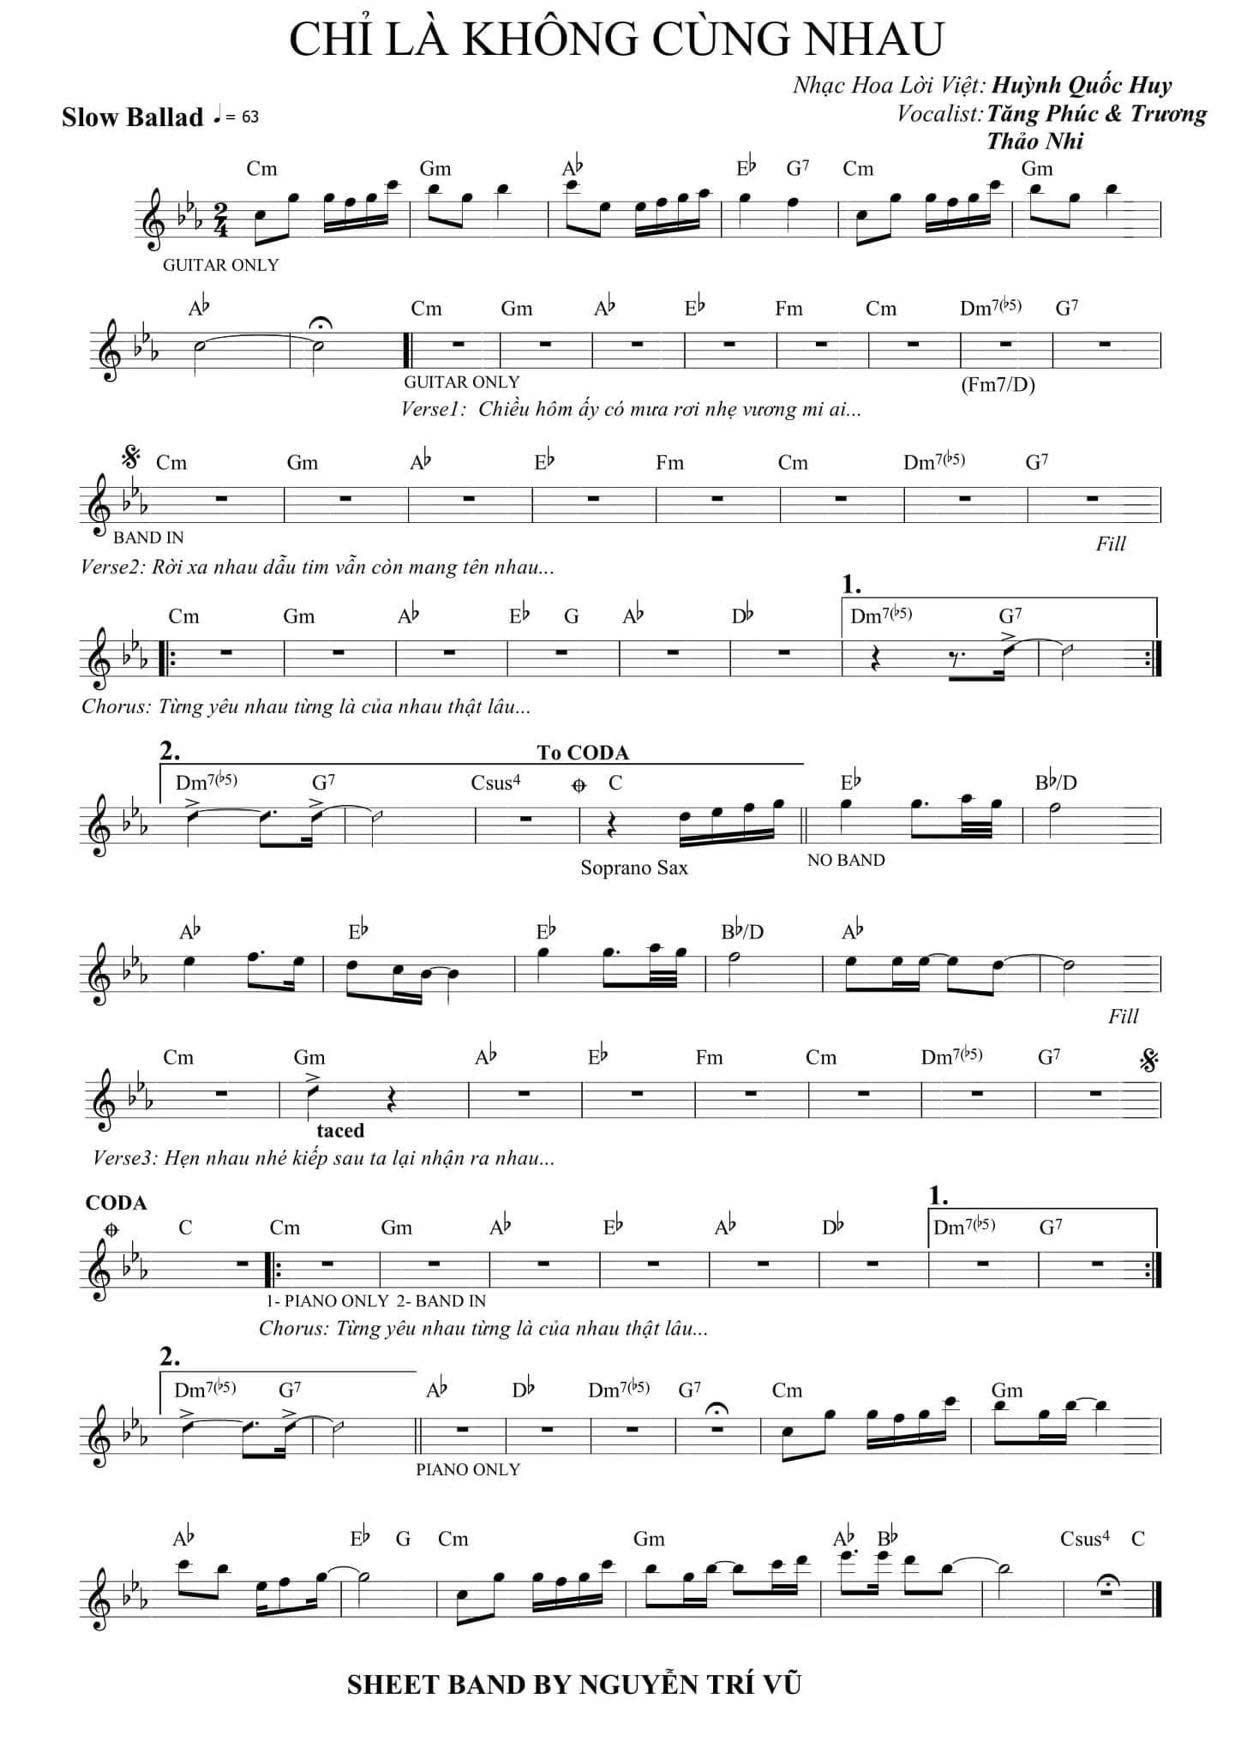 CHỈ LÀ KHÔNG CÙNG NHAU
Nhạc Hoa Lời Việt: Huỳnh Quốc Huy
Slow Ballad ♩ = 63
Vocalist: Tăng Phúc & Trương
Thảo Nhi
Cm Gm A♭ E♭ G7 Cm Gm
2/4
GUITAR ONLY
A♭ Cm Gm A♭ E♭ Fm Cm Dm7(♭5) G7
GUITAR ONLY (Fm7/D)
Verse1: Chiều hôm ấy có mưa rơi nhẹ vương mi ai...
Cm Gm A♭ E♭ Fm Cm Dm7(♭5) G7
BAND IN Fill
Verse2: Rời xa nhau dẫu tim vẫn còn mang tên nhau...
1.
Cm Gm A♭ E♭ G A♭ D♭ Dm7(♭5) G7
Chorus: Từng yêu nhau từng là của nhau thật lâu...
2. To CODA
Dm7(♭5) G7 Csus4 C E♭ B♭/D
Soprano Sax NO BAND
A♭ E♭ E♭ B♭/D A♭
Fill
Cm Gm A♭ E♭ Fm Cm Dm7(♭5) G7
taced
Verse3: Hẹn nhau nhé kiếp sau ta lại nhận ra nhau...
CODA 1.
C Cm Gm A♭ E♭ A♭ D♭ Dm7(♭5) G7
1- PIANO ONLY 2- BAND IN
Chorus: Từng yêu nhau từng là của nhau thật lâu...
2.
Dm7(♭5) G7 A♭ D♭ Dm7(♭5) G7 Cm Gm
PIANO ONLY
A♭ E♭ G Cm Gm A♭ B♭ Csus4 C
SHEET BAND BY NGUYỄN TRÍ VŨ